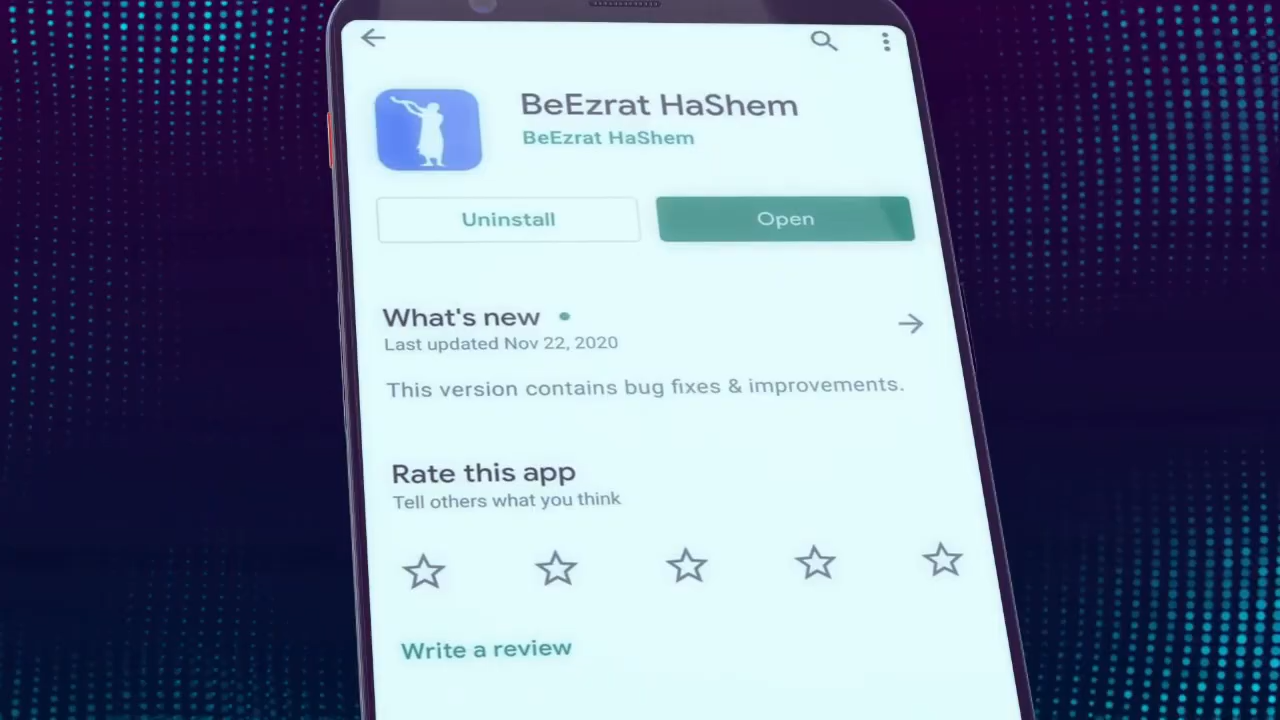 BeEzrat HaShem
BeEzrat HaShem
Uninstall
Open
What's new
Last updated Nov 22, 2020
This version contains bug fixes & improvements.
Rate this app
Tell others what you think
Write a review